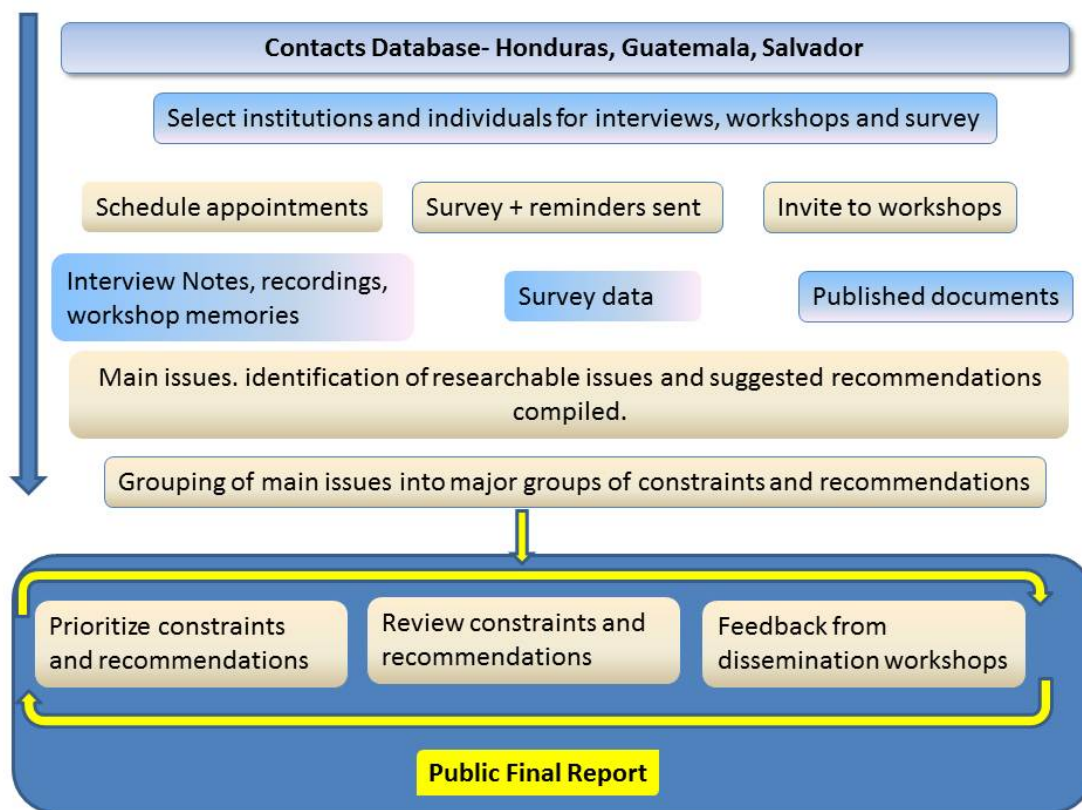 Contacts Database- Honduras, Guatemala, Salvador
Select institutions and individuals for interviews, workshops and survey
Schedule appointments
Survey + reminders sent
Invite to workshops
Interview Notes, recordings,
workshop memories
Survey data
Published documents
Main issues. identification of researchable issues and suggested recommendations
compiled.
Grouping of main issues into major groups of constraints and recommendations
Prioritize constraints
and recommendations
Review constraints and
recommendations
Feedback from
dissemination workshops
Public Final Report